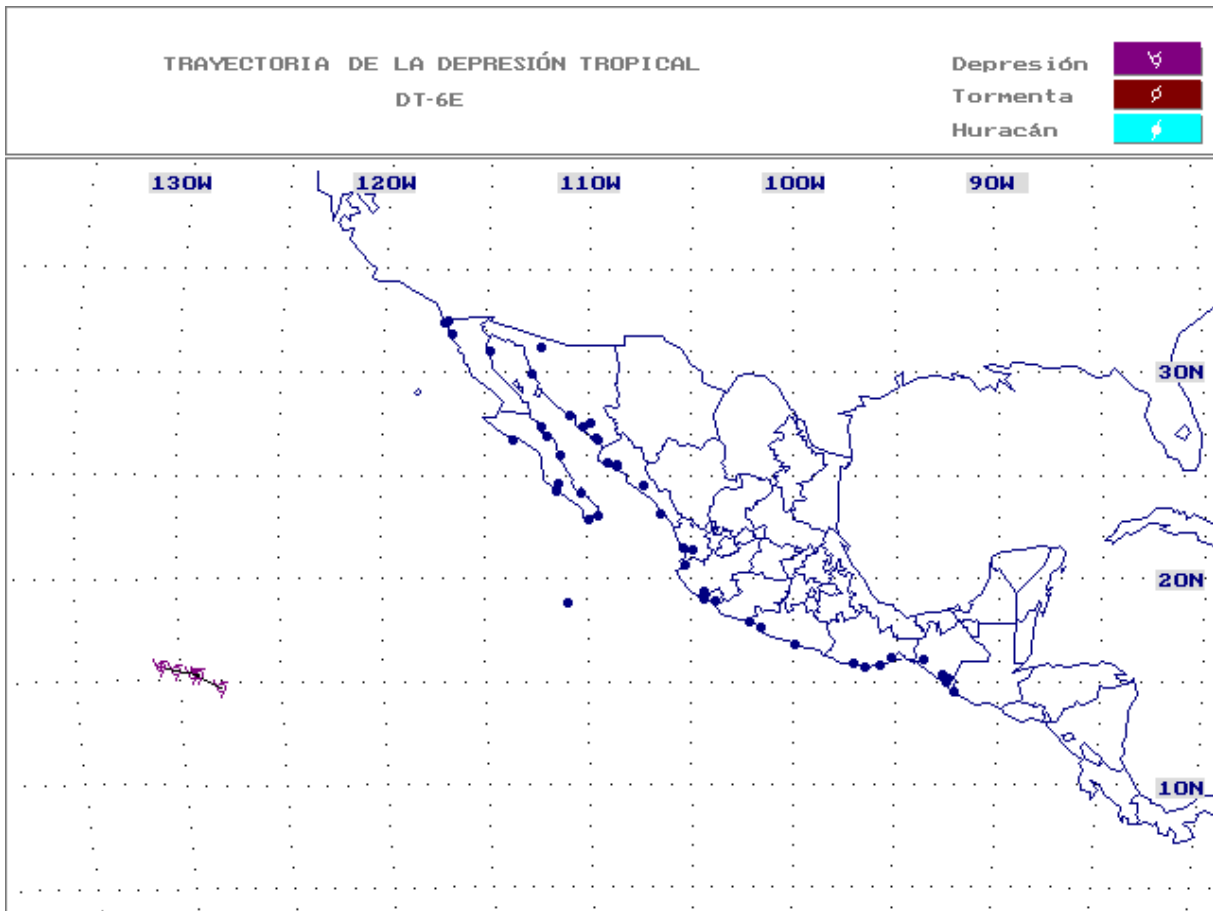 TRAYECTORIA DE LA DEPRESIÓN TROPICAL
DT-6E
Depresión
Tormenta
Huracán
130W 120W 110W 100W 90W
30N
20N
10N